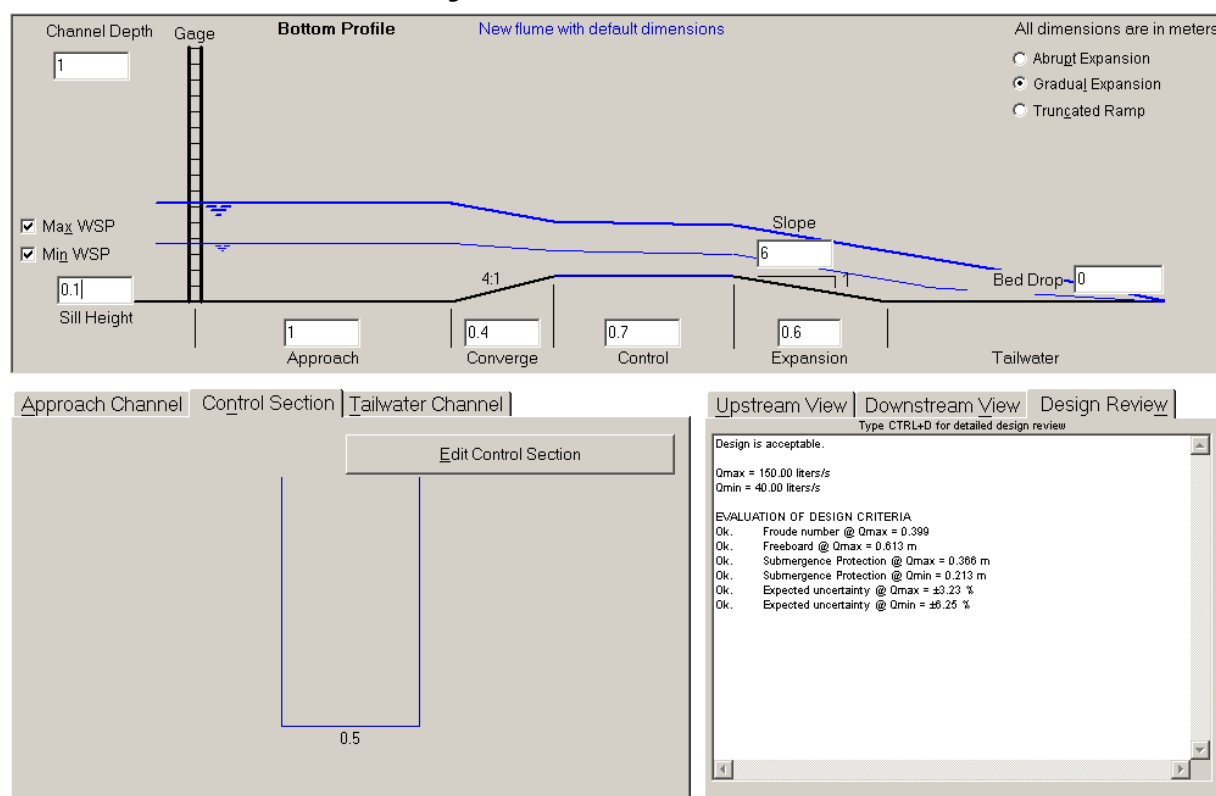 Channel Depth Gage Bottom Profile New flume with default dimensions All dimensions are in meters
1
Abrupt Expansion
Gradual Expansion
Truncated Ramp
Max WSP
Min WSP
Slope
6
4:1
1
Bed Drop 0
0.1
Sill Height
1 0.4 0.7 0.6
Approach Converge Control Expansion Tailwater
Approach Channel Control Section Tailwater Channel
Edit Control Section
0.5
Upstream View Downstream View Design Review
Type CTRL+D for detailed design review
Design is acceptable.
Qmax = 150.00 liters/s
Qmin = 40.00 liters/s
EVALUATION OF DESIGN CRITERIA
Ok. Froude number @ Qmax = 0.399
Ok. Freeboard @ Qmax = 0.613 m
Ok. Submergence Protection @ Qmax = 0.366 m
Ok. Submergence Protection @ Qmin = 0.213 m
Ok. Expected uncertainty @ Qmax = ±3.23 %
Ok. Expected uncertainty @ Qmin = ±6.25 %